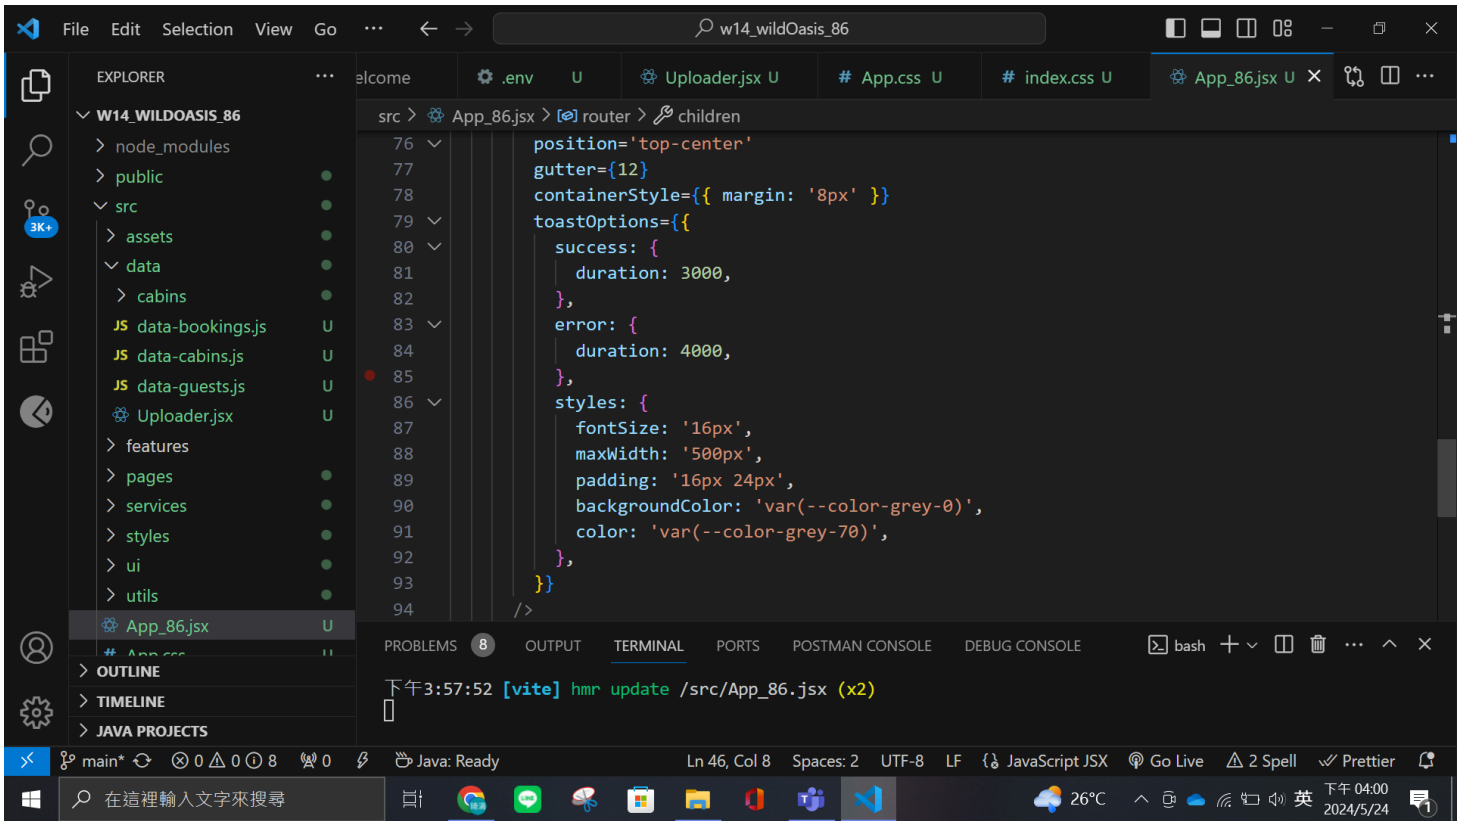 File Edit Selection View Go ··· w14_wildOasis_86
EXPLORER ···
elcome .env U Uploader.jsx U # App.css U # index.css U App_86.jsx U
W14_WILDOASIS_86
src > App_86.jsx > router > children
node_modules
public
src
3K+
assets
data
cabins
JS data-bookings.js U
JS data-cabins.js U
JS data-guests.js U
Uploader.jsx U
features
pages
services
styles
ui
utils
App_86.jsx U
# App.css U
OUTLINE
TIMELINE
JAVA PROJECTS
76 position='top-center'
77 gutter={12}
78 containerStyle={{ margin: '8px' }}
79 toastOptions={{
80 success: {
81 duration: 3000,
82 },
83 error: {
84 duration: 4000,
85 },
86 styles: {
87 fontSize: '16px',
88 maxWidth: '500px',
89 padding: '16px 24px',
90 backgroundColor: 'var(--color-grey-0)',
91 color: 'var(--color-grey-70)',
92 },
93 }}
94 />
PROBLEMS 8 OUTPUT TERMINAL PORTS POSTMAN CONSOLE DEBUG CONSOLE bash
下午3:57:52 [vite] hmr update /src/App_86.jsx (x2)
main* 0 0 8 0 Java: Ready Ln 46, Col 8 Spaces: 2 UTF-8 LF JavaScript JSX Go Live 2 Spell Prettier
在這裡輸入文字來搜尋 26°C 英 下午 04:00
2024/5/24 1